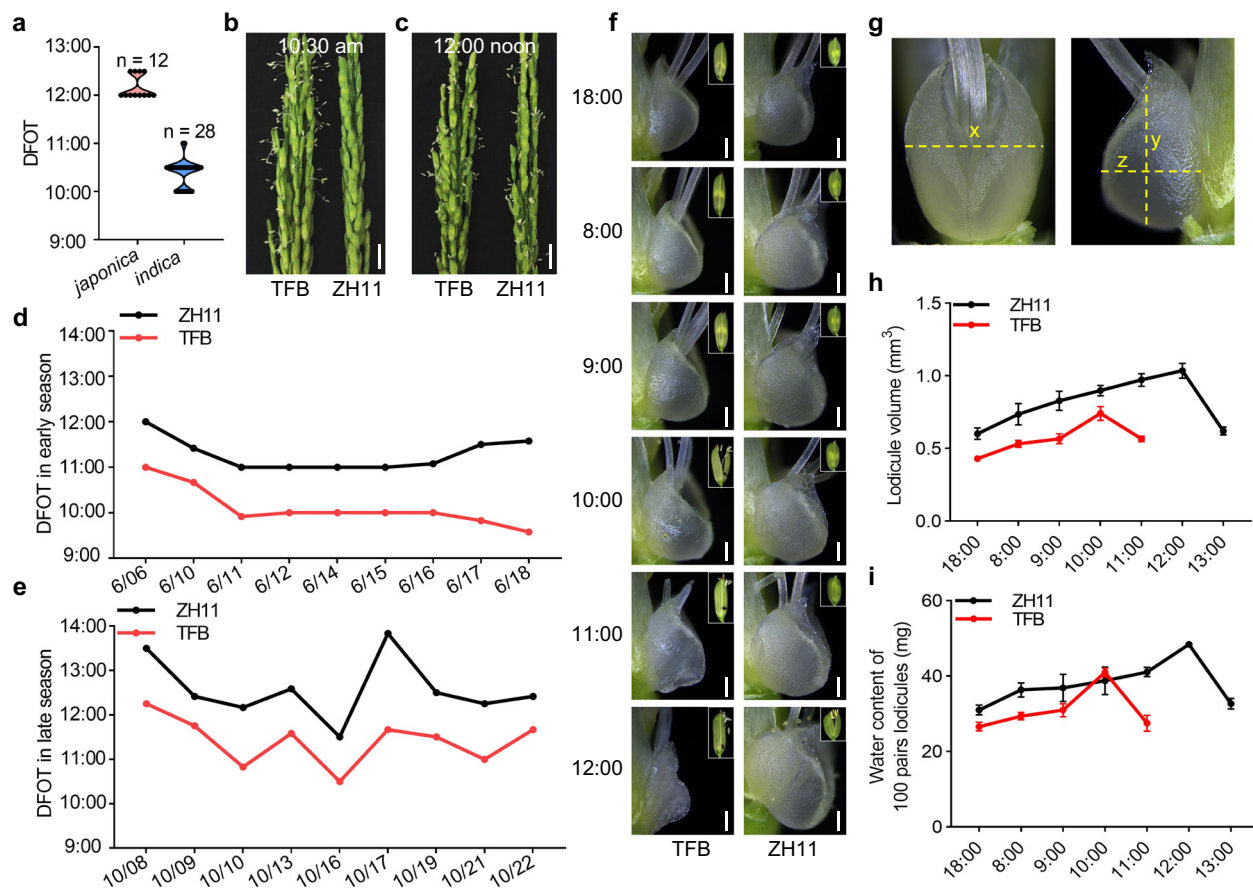 a
13:00
12:00
11:00
10:00
9:00
DFOT
n = 12
n = 28
japonica
indica
b
10:30 am
TFB
ZH11
c
12:00 noon
TFB
ZH11
d
ZH11
TFB
DFOT in early season
14:00
13:00
12:00
11:00
10:00
9:00
6/06
6/10
6/11
6/12
6/14
6/15
6/16
6/17
6/18
e
ZH11
TFB
DFOT in late season
14:00
13:00
12:00
11:00
10:00
9:00
10/08
10/09
10/10
10/13
10/16
10/17
10/19
10/21
10/22
f
18:00
8:00
9:00
10:00
11:00
12:00
TFB
ZH11
g
x
y
z
h
ZH11
TFB
Lodicule volume (mm³)
1.5
1.0
0.5
0.0
18:00
8:00
9:00
10:00
11:00
12:00
13:00
i
ZH11
TFB
Water content of
100 pairs lodicules (mg)
60
40
20
0
18:00
8:00
9:00
10:00
11:00
12:00
13:00